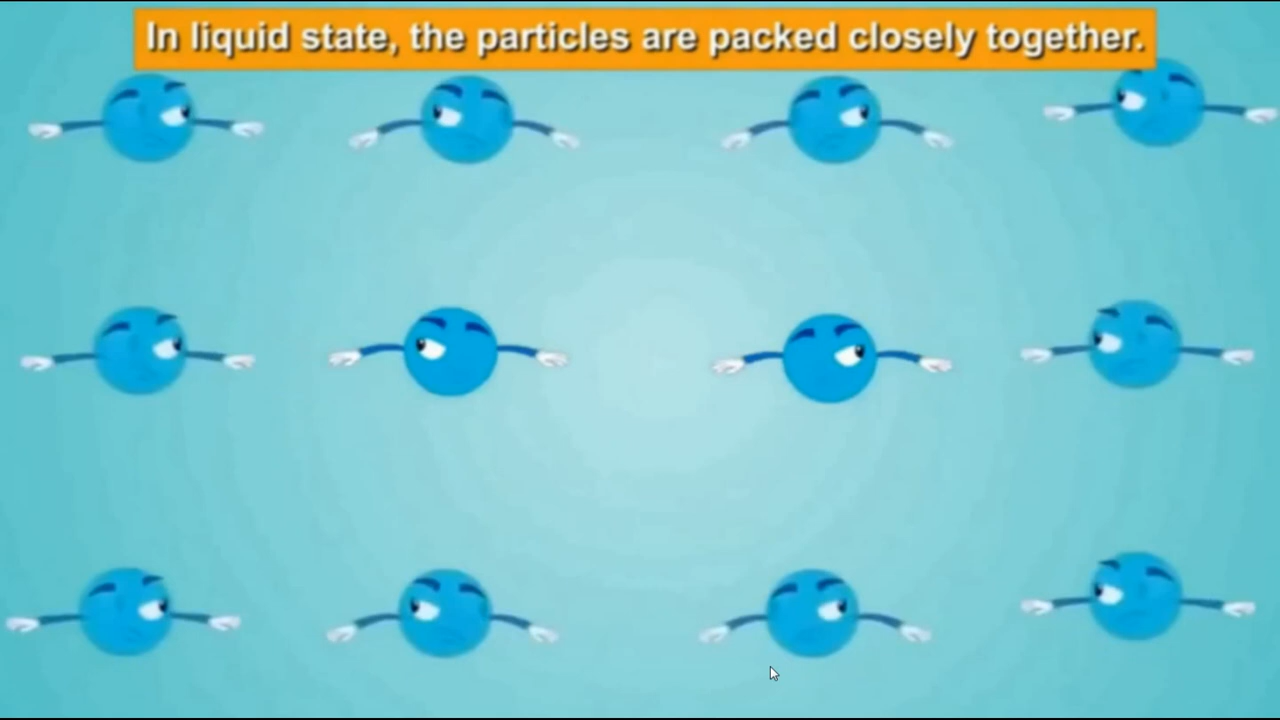 In liquid state, the particles are packed closely together.